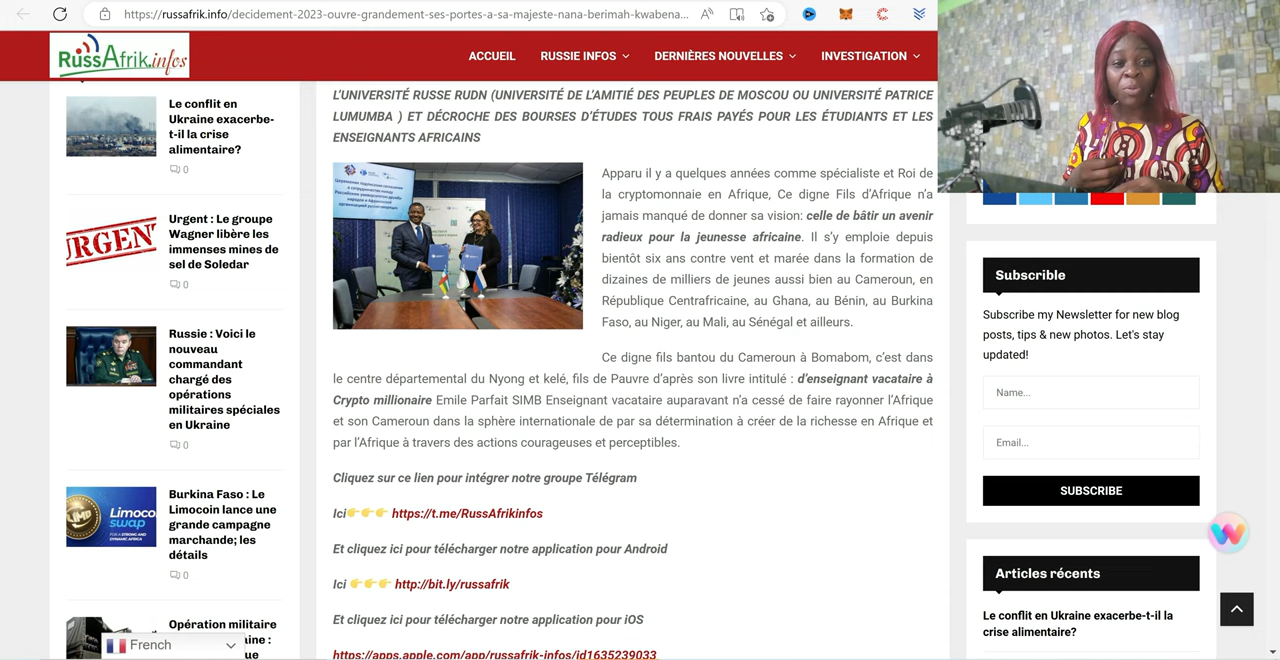 https://russafrik.info/decidement-2023-ouvre-grandement-ses-portes-a-sa-majeste-nana-berimah-kwabena...
RussAfrik.infos
ACCUEIL
RUSSIE INFOS
DERNIÈRES NOUVELLES
INVESTIGATION
Le conflit en
Ukraine exacerbe-
t-il la crise
alimentaire?
0
URGEN
Urgent : Le groupe
Wagner libère les
immenses mines de
sel de Soledar
0
Russie : Voici le
nouveau
commandant
chargé des
opérations
militaires spéciales
en Ukraine
0
Limoco
swap
Burkina Faso : Le
Limocoin lance une
grande campagne
marchande; les
détails
0
Opération militaire
aine :
que
French
L'UNIVERSITÉ RUSSE RUDN (UNIVERSITÉ DE L'AMITIÉ DES PEUPLES DE MOSCOU OU UNIVERSITÉ PATRICE
LUMUMBA ) ET DÉCROCHE DES BOURSES D'ÉTUDES TOUS FRAIS PAYÉS POUR LES ÉTUDIANTS ET LES
ENSEIGNANTS AFRICAINS
Apparu il y a quelques années comme spécialiste et Roi de
la cryptomonnaie en Afrique, Ce digne Fils d'Afrique n'a
jamais manqué de donner sa vision: celle de bâtir un avenir
radieux pour la jeunesse africaine. Il s'y emploie depuis
bientôt six ans contre vent et marée dans la formation de
dizaines de milliers de jeunes aussi bien au Cameroun, en
République Centrafricaine, au Ghana, au Bénin, au Burkina
Faso, au Niger, au Mali, au Sénégal et ailleurs.
Ce digne fils bantou du Cameroun à Bomabom, c'est dans
le centre départemental du Nyong et kelé, fils de Pauvre d'après son livre intitulé : d'enseignant vacataire à
Crypto millionaire Emile Parfait SIMB Enseignant vacataire auparavant n'a cessé de faire rayonner l'Afrique
et son Cameroun dans la sphère internationale de par sa détermination à créer de la richesse en Afrique et
par l'Afrique à travers des actions courageuses et perceptibles.
Cliquez sur ce lien pour intégrer notre groupe Télégram
Ici👉👉👉 https://t.me/RussAfrikinfos
Et cliquez ici pour télécharger notre application pour Android
Ici 👉👉👉 http://bit.ly/russafrik
Et cliquez ici pour télécharger notre application pour iOS
https://apps.apple.com/app/russafrik-infos/id1635239033
Subscrible
Subscribe my Newsletter for new blog
posts, tips & new photos. Let's stay
updated!
Name...
Email...
SUBSCRIBE
Articles récents
Le conflit en Ukraine exacerbe-t-il la
crise alimentaire?